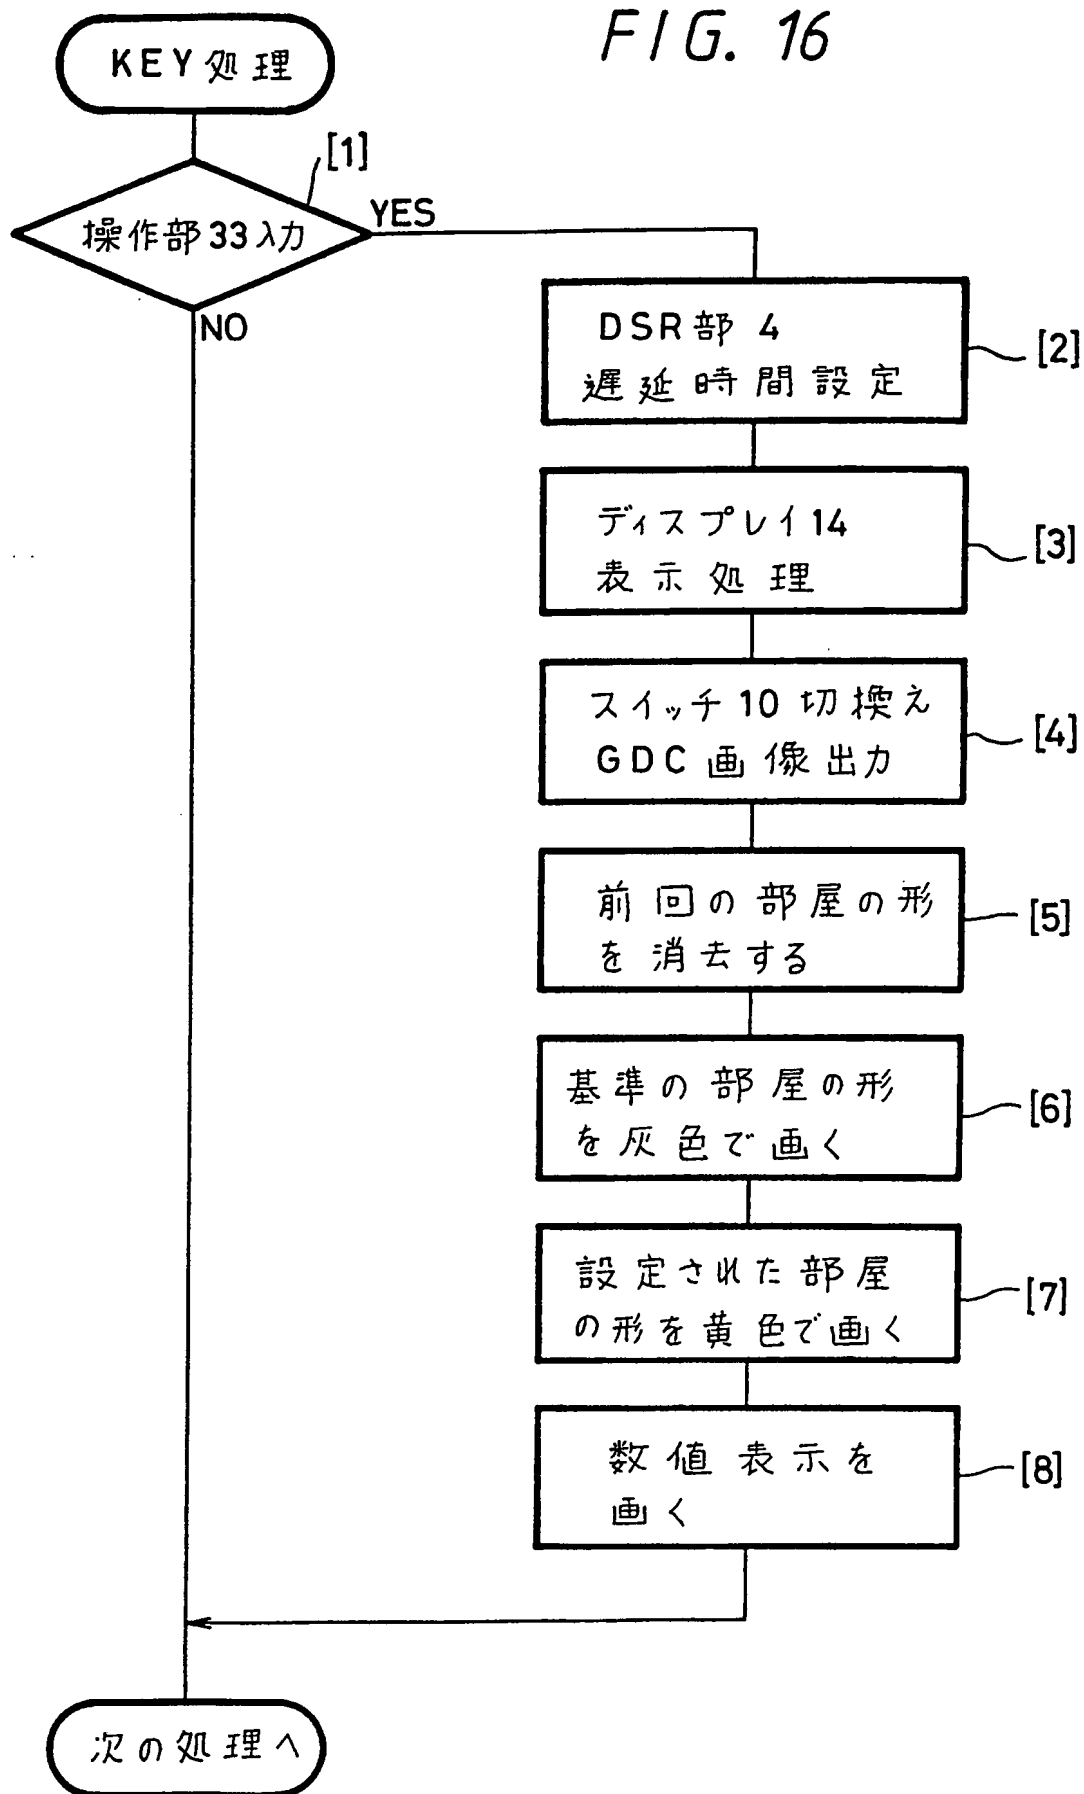 FIG. 16
KEY処理
[1]
操作部33入力
YES
NO
DSR部 4
遅延時間設定
[2]
ディスプレイ14
表示処理
[3]
スイッチ10切換え
GDC画像出力
[4]
前回の部屋の形
を消去する
[5]
基準の部屋の形
を灰色で画く
[6]
設定された部屋
の形を黄色で画く
[7]
数値表示を
画く
[8]
次の処理へ